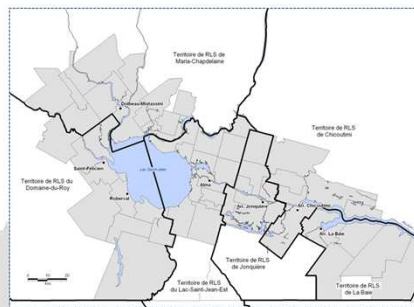 Territoire de RLS de
Maria-Chapdelaine
Dolbeau-Mistassini
Territoire de RLS
de Chicoutimi
Saint-Félicien
Lac Saint-Jean
Territoire de RLS du
Domaine-du-Roy
Roberval
Alma
Arr. Jonquière
Arr. Chicoutimi
Arr. La Baie
Territoire de RLS
de Jonquière
Territoire de RLS
du Lac-Saint-Jean-Est
Territoire de RLS
de La Baie